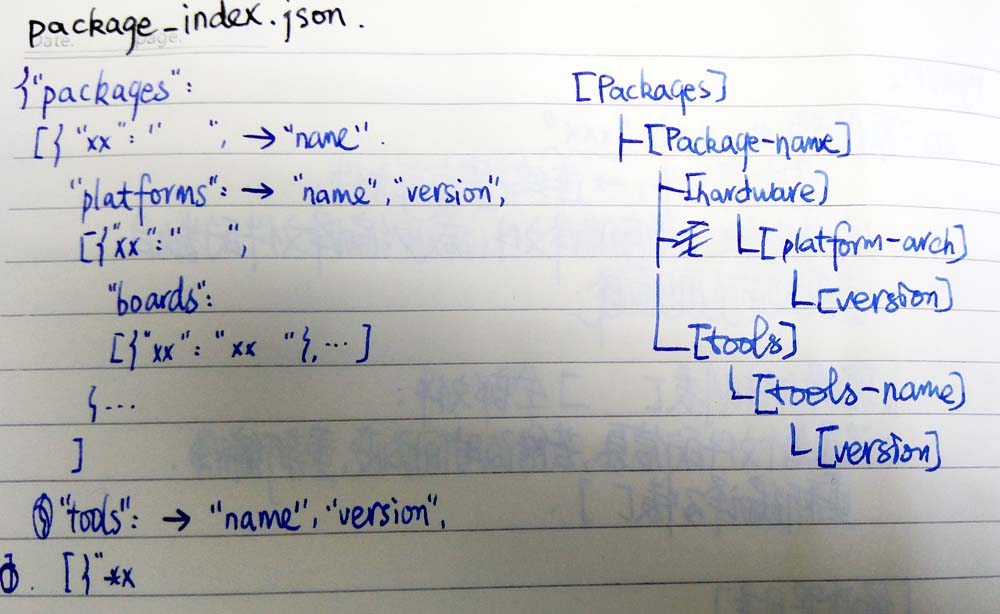 package_index.json.
Date. page.
{"packages":
[{"xx":" ", → "name".
"platforms": → "name", "version",
[{"xx":" ",
"boards":
[{"xx": "xx "},...]
}...
]
"tools": → "name", "version",
[{"xx
[Packages]
[Package-name]
[hardware]
[platform-arch]
[version]
[tools]
[tools-name]
[version]